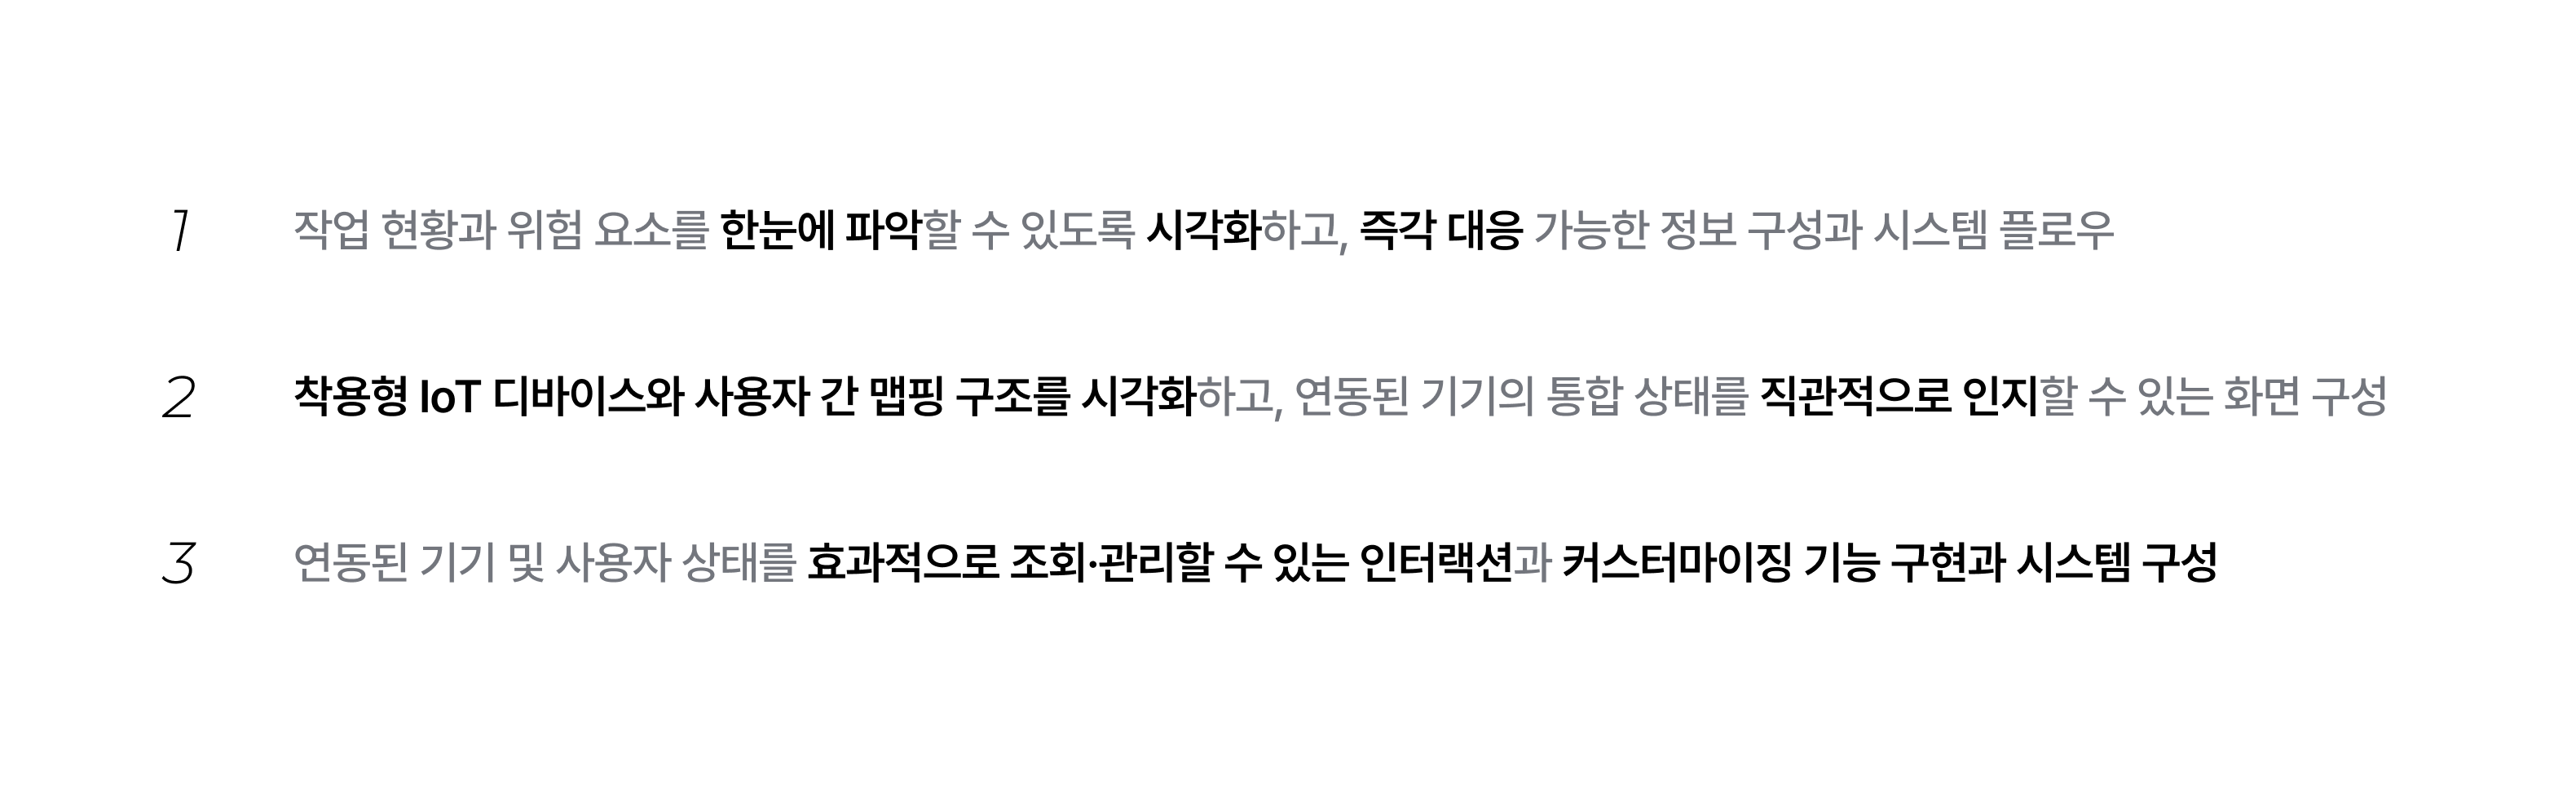 1 작업 현황과 위험 요소를 한눈에 파악할 수 있도록 시각화하고, 즉각 대응 가능한 정보 구성과 시스템 플로우
2 착용형 IoT 디바이스와 사용자 간 맵핑 구조를 시각화하고, 연동된 기기의 통합 상태를 직관적으로 인지할 수 있는 화면 구성
3 연동된 기기 및 사용자 상태를 효과적으로 조회·관리할 수 있는 인터랙션과 커스터마이징 기능 구현과 시스템 구성